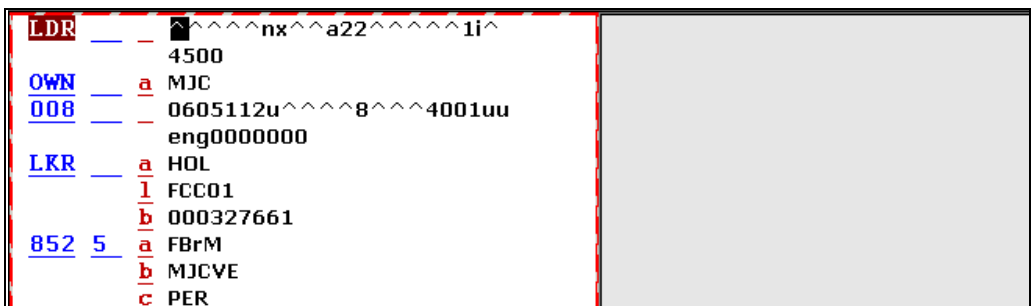 LDR ^^^^^nx^^a22^^^^^1i^
4500
OWN a MJC
008 0605112u^^^^8^^^4001uu
eng0000000
LKR a HOL
l FCC01
b 000327661
852 5 a FBrM
b MJCVE
c PER